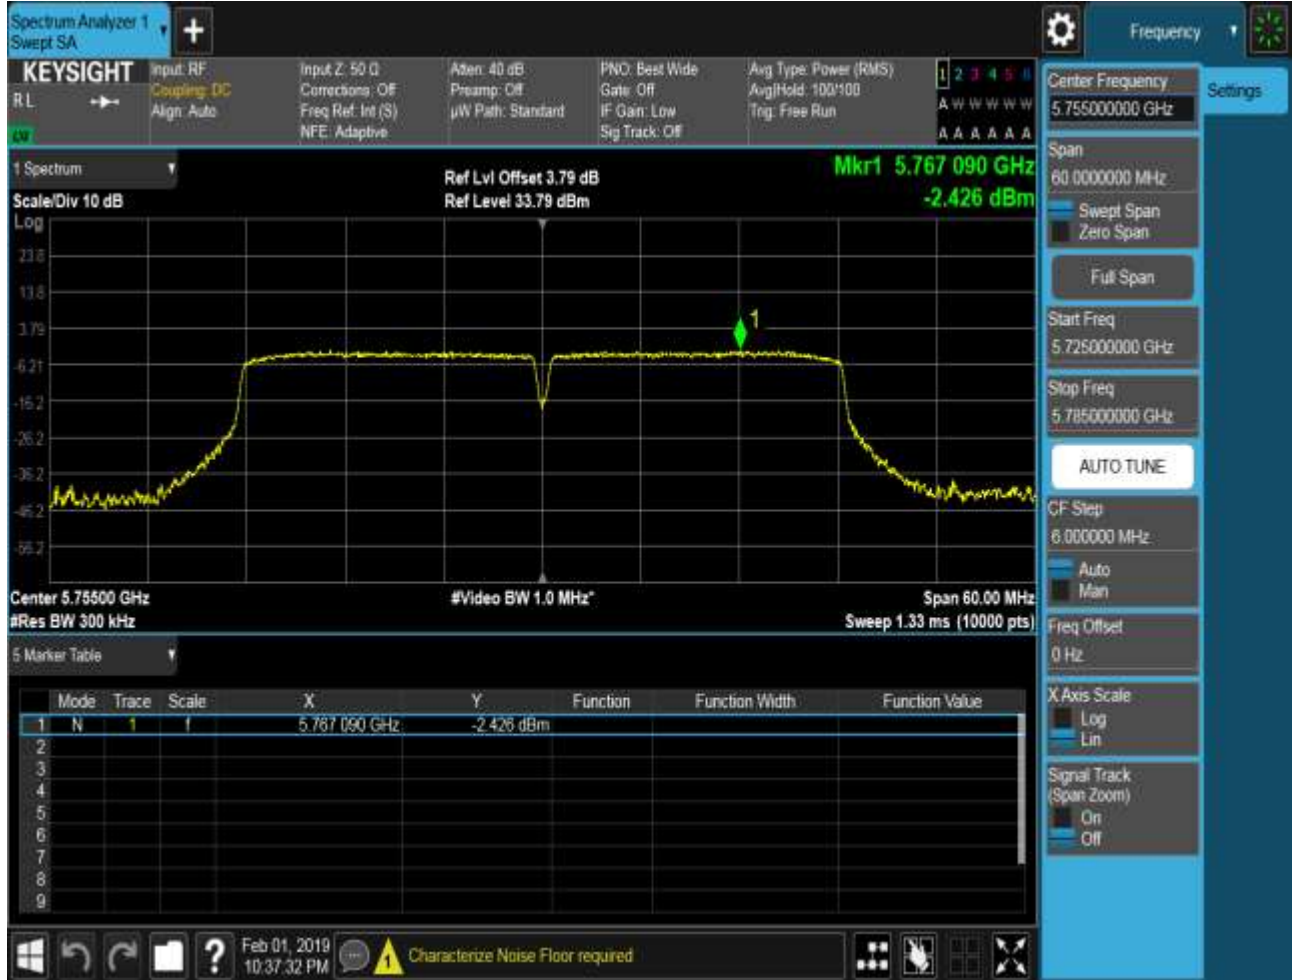 Spectrum Analyzer 1
Swept SA
+
Frequency
KEYSIGHT
RL
Input: RF
Coupling: DC
Align: Auto
Input Z: 50 Ω
Corrections: Off
Freq Ref: Int (S)
NFE: Adaptive
Atten: 40 dB
Preamp: Off
µW Path: Standard
PNO: Best Wide
Gate: Off
IF Gain: Low
Sig Track: Off
Avg Type: Power (RMS)
Avg|Hold: 100/100
Trig: Free Run
1 2 3 4 5 6
A W W W W W
A A A A A A
1 Spectrum
Scale/Div 10 dB
Ref Lvl Offset 3.79 dB
Ref Level 33.79 dBm
Mkr1 5.767 090 GHz
-2.426 dBm
Log
23.8
13.8
3.79
-6.21
-16.2
-26.2
-36.2
-46.2
-56.2
1
Center 5.75500 GHz
#Res BW 300 kHz
#Video BW 1.0 MHz*
Span 60.00 MHz
Sweep 1.33 ms (10000 pts)
5 Marker Table
Mode Trace Scale X Y Function Function Width Function Value
1 N 1 f 5.767 090 GHz -2.426 dBm
2
3
4
5
6
7
8
9
Feb 01, 2019
10:37:32 PM
1
Characterize Noise Floor required
?
Settings
Center Frequency
5.755000000 GHz
Span
60.0000000 MHz
Swept Span
Zero Span
Full Span
Start Freq
5.725000000 GHz
Stop Freq
5.785000000 GHz
AUTO TUNE
CF Step
6.000000 MHz
Auto
Man
Freq Offset
0 Hz
X Axis Scale
Log
Lin
Signal Track
(Span Zoom)
On
Off